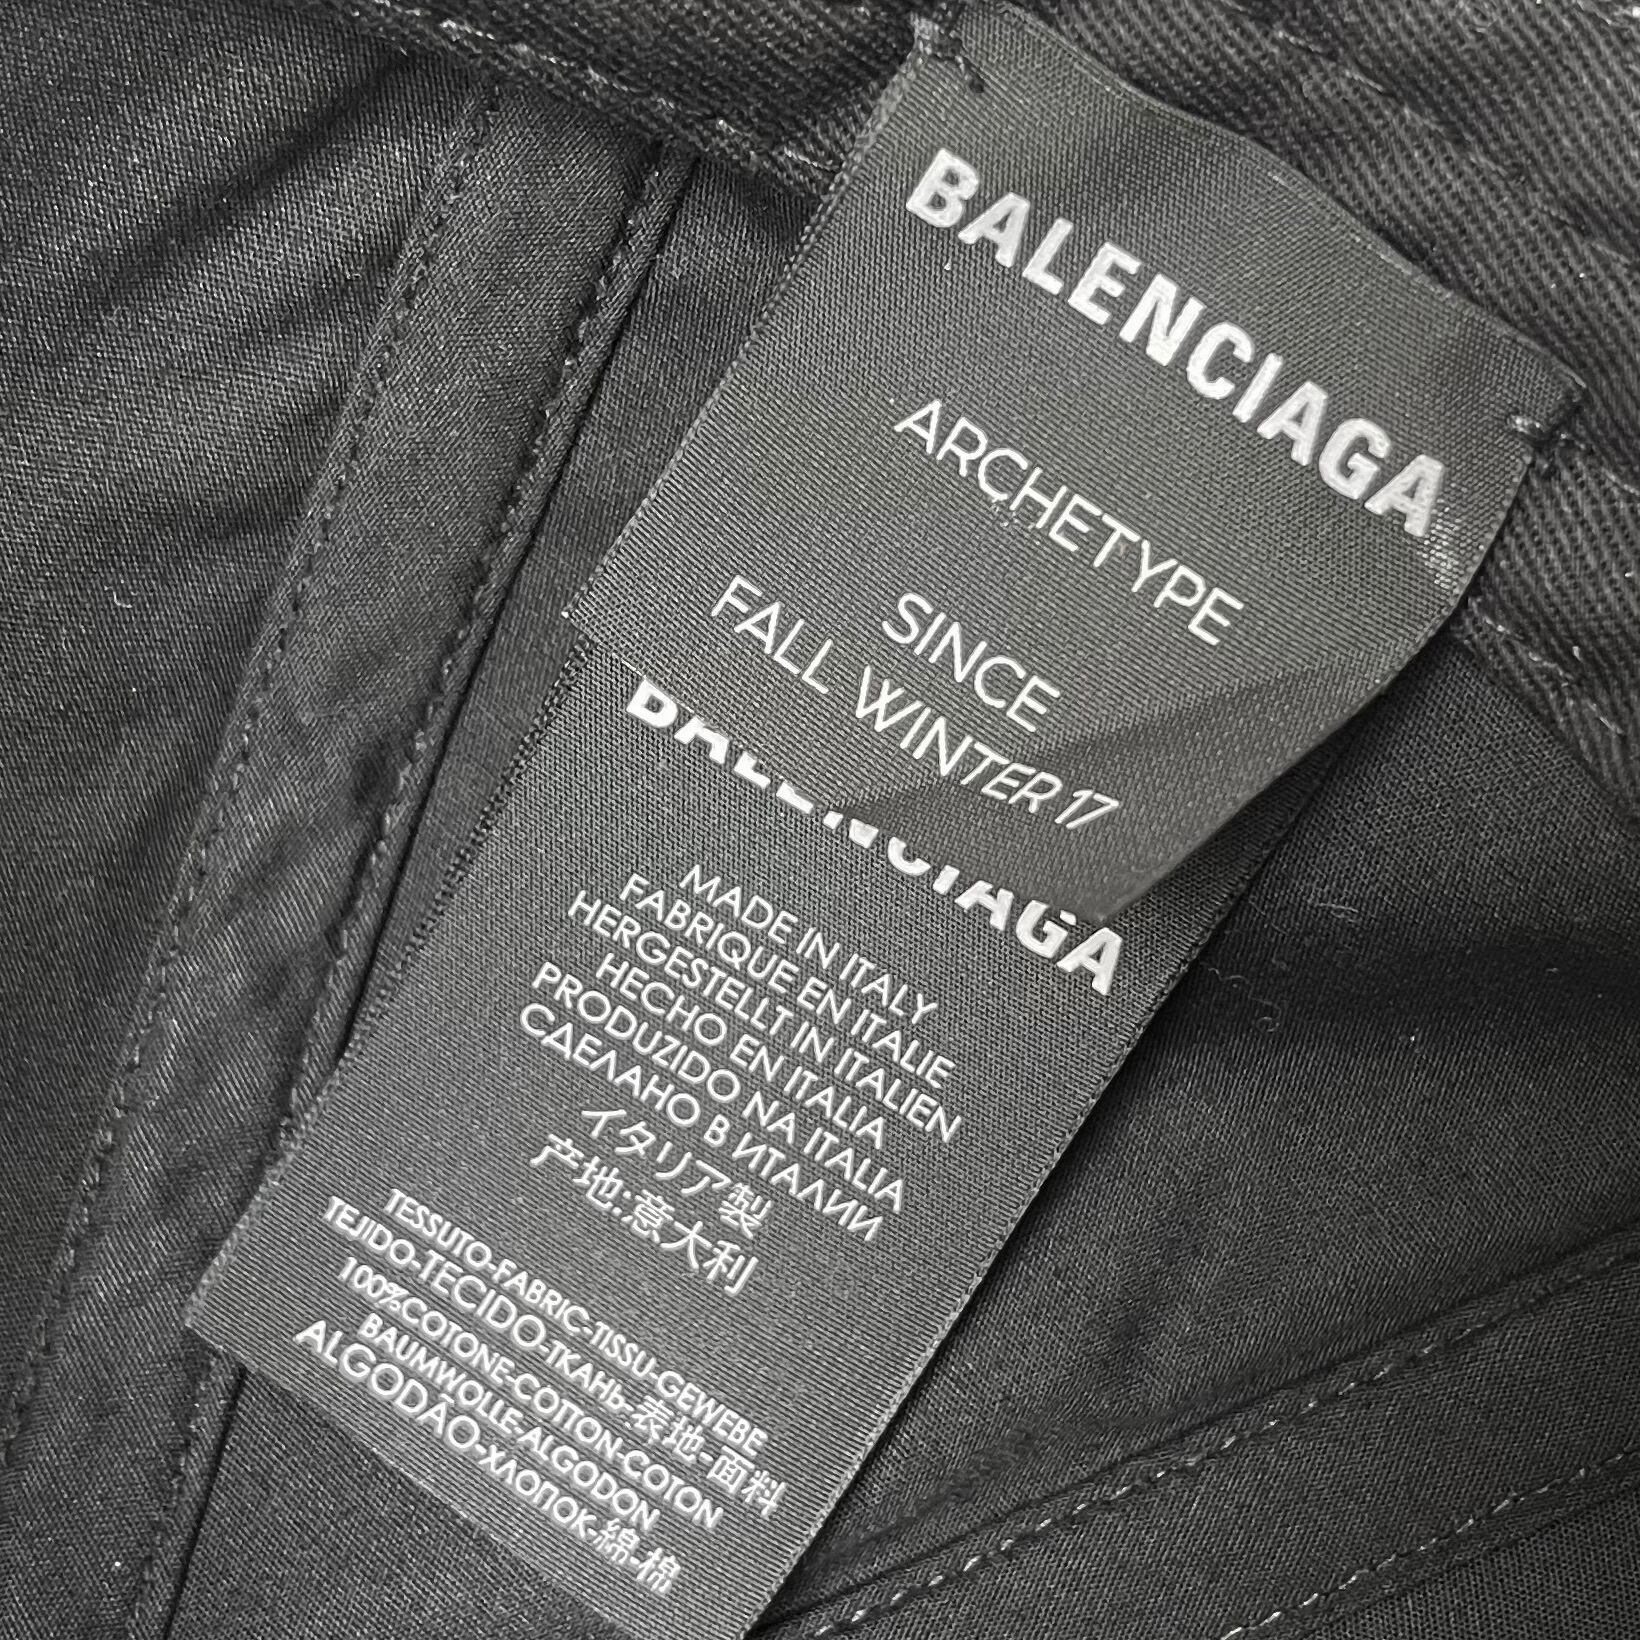 BALENCIAGA
ARCHETYPE
SINCE
FALL WINTER 17
BALENCIAGA
MADE IN ITALY
FABRIQUE EN ITALIE
HERGESTELLT IN ITALIEN
HECHO EN ITALIA
PRODUZIDO NA ITALIA
СДЕЛАНО В ИТАЛИИ
イタリア製
产地:意大利
TESSUTO-FABRIC-TISSU-GEWEBE
TEJIDO-TECIDO-ТКАНЬ-表地-面料
100%COTONE-COTTON-COTON
BAUMWOLLE-ALGODON
ALGODÃO-ХЛОПОК-綿-棉